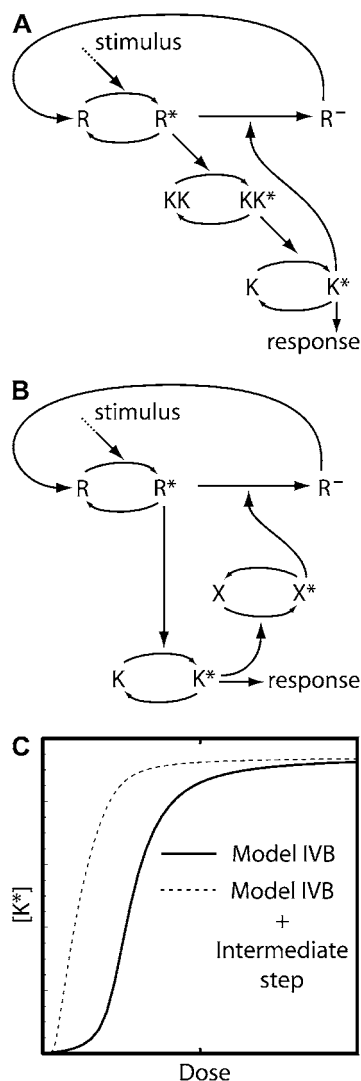 A
stimulus
R R* R⁻
KK KK*
K K*
response
B
stimulus
R R* R⁻
X X*
K K* response
C
[K*]
Model IVB
Model IVB
+
Intermediate
step
Dose